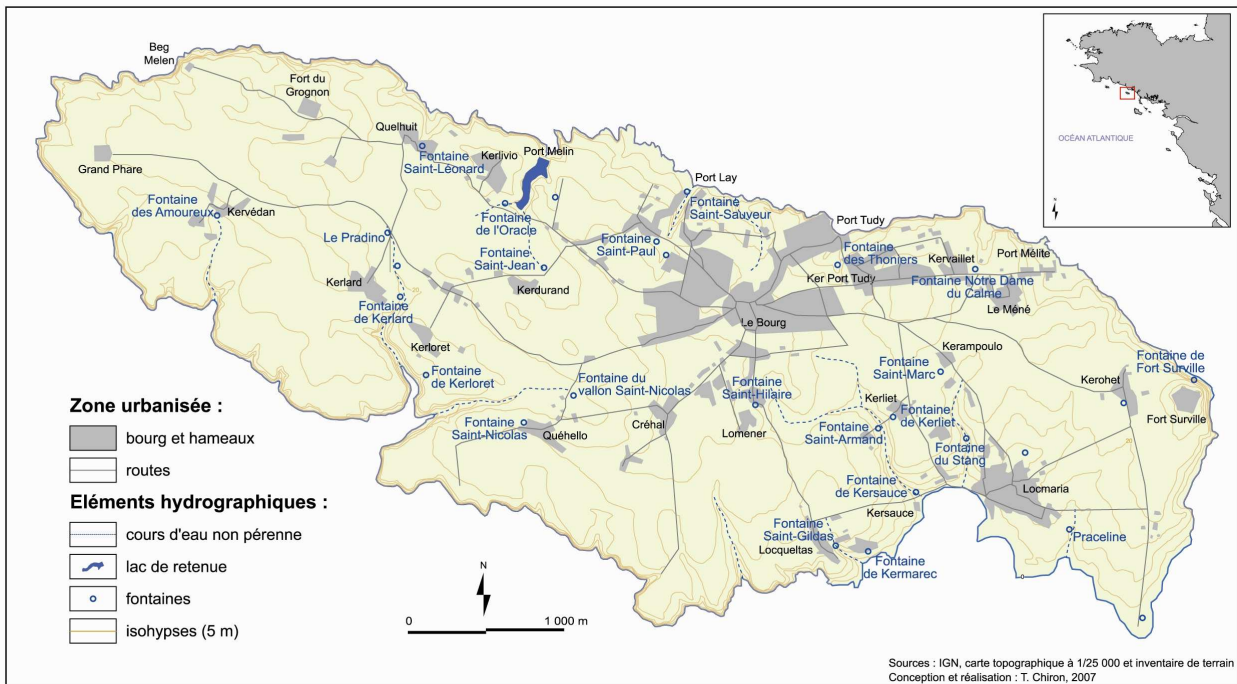 Beg
Melen
Fort du
Grognon
Quelhuit
Grand Phare
Fontaine
Saint-Léonard
Kerlivio
Port Melin
Port Lay
Fontaine
des Amoureux
Kervédan
Fontaine
de l'Oracle
Fontaine
Saint-Sauveur
Port Tudy
Le Pradino
Fontaine
Saint-Jean
Fontaine
Saint-Paul
Fontaine
des Thoniers
Kervaillet
Port Mélite
Ker Port Tudy
Fontaine Notre Dame
du Calme
Kerlard
20
Kerdurand
Le Méné
Fontaine
de Kerlard
Le Bourg
Kerloret
Kerampoulo
Fontaine
de Kerloret
Fontaine du
vallon Saint-Nicolas
Fontaine
Saint-Hilaire
Fontaine
Saint-Marc
Fontaine de
Fort Surville
Kerohet
Kerliet
Fontaine
de Kerliet
Fort Surville
Fontaine
Saint-Nicolas
Quéhello
Créhal
Lomener
Fontaine
Saint-Armand
Fontaine
du Stang
20
Fontaine
de Kersauce
Locmaria
Kersauce
Fontaine
Saint-Gildas
Locqueltas
Fontaine
de Kermarec
Praceline
0
OCÉAN ATLANTIQUE
N
Zone urbanisée :
bourg et hameaux
routes
Eléments hydrographiques :
cours d'eau non pérenne
lac de retenue
fontaines
isohypses (5 m)
N
0 1 000 m
Sources : IGN, carte topographique à 1/25 000 et inventaire de terrain
Conception et réalisation : T. Chiron, 2007